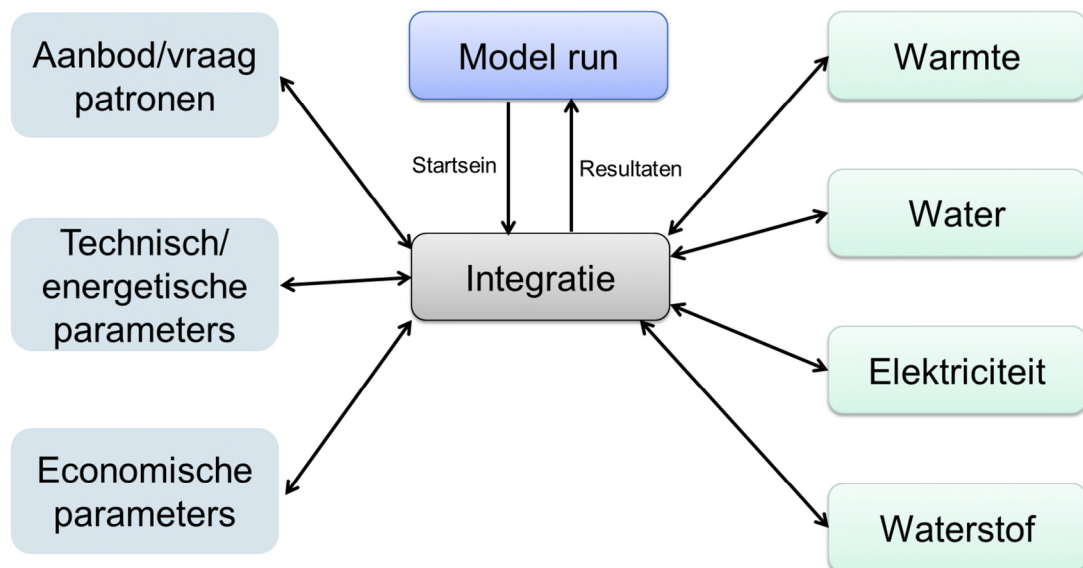 Aanbod/vraag
patronen
Technisch/
energetische
parameters
Economische
parameters
Model run
Startsein
Resultaten
Integratie
Warmte
Water
Elektriciteit
Waterstof